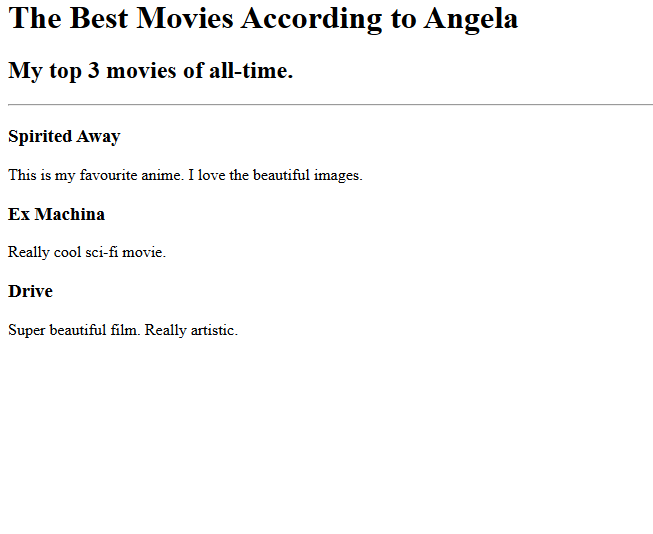 The Best Movies According to Angela
My top 3 movies of all-time.
Spirited Away
This is my favourite anime. I love the beautiful images.
Ex Machina
Really cool sci-fi movie.
Drive
Super beautiful film. Really artistic.